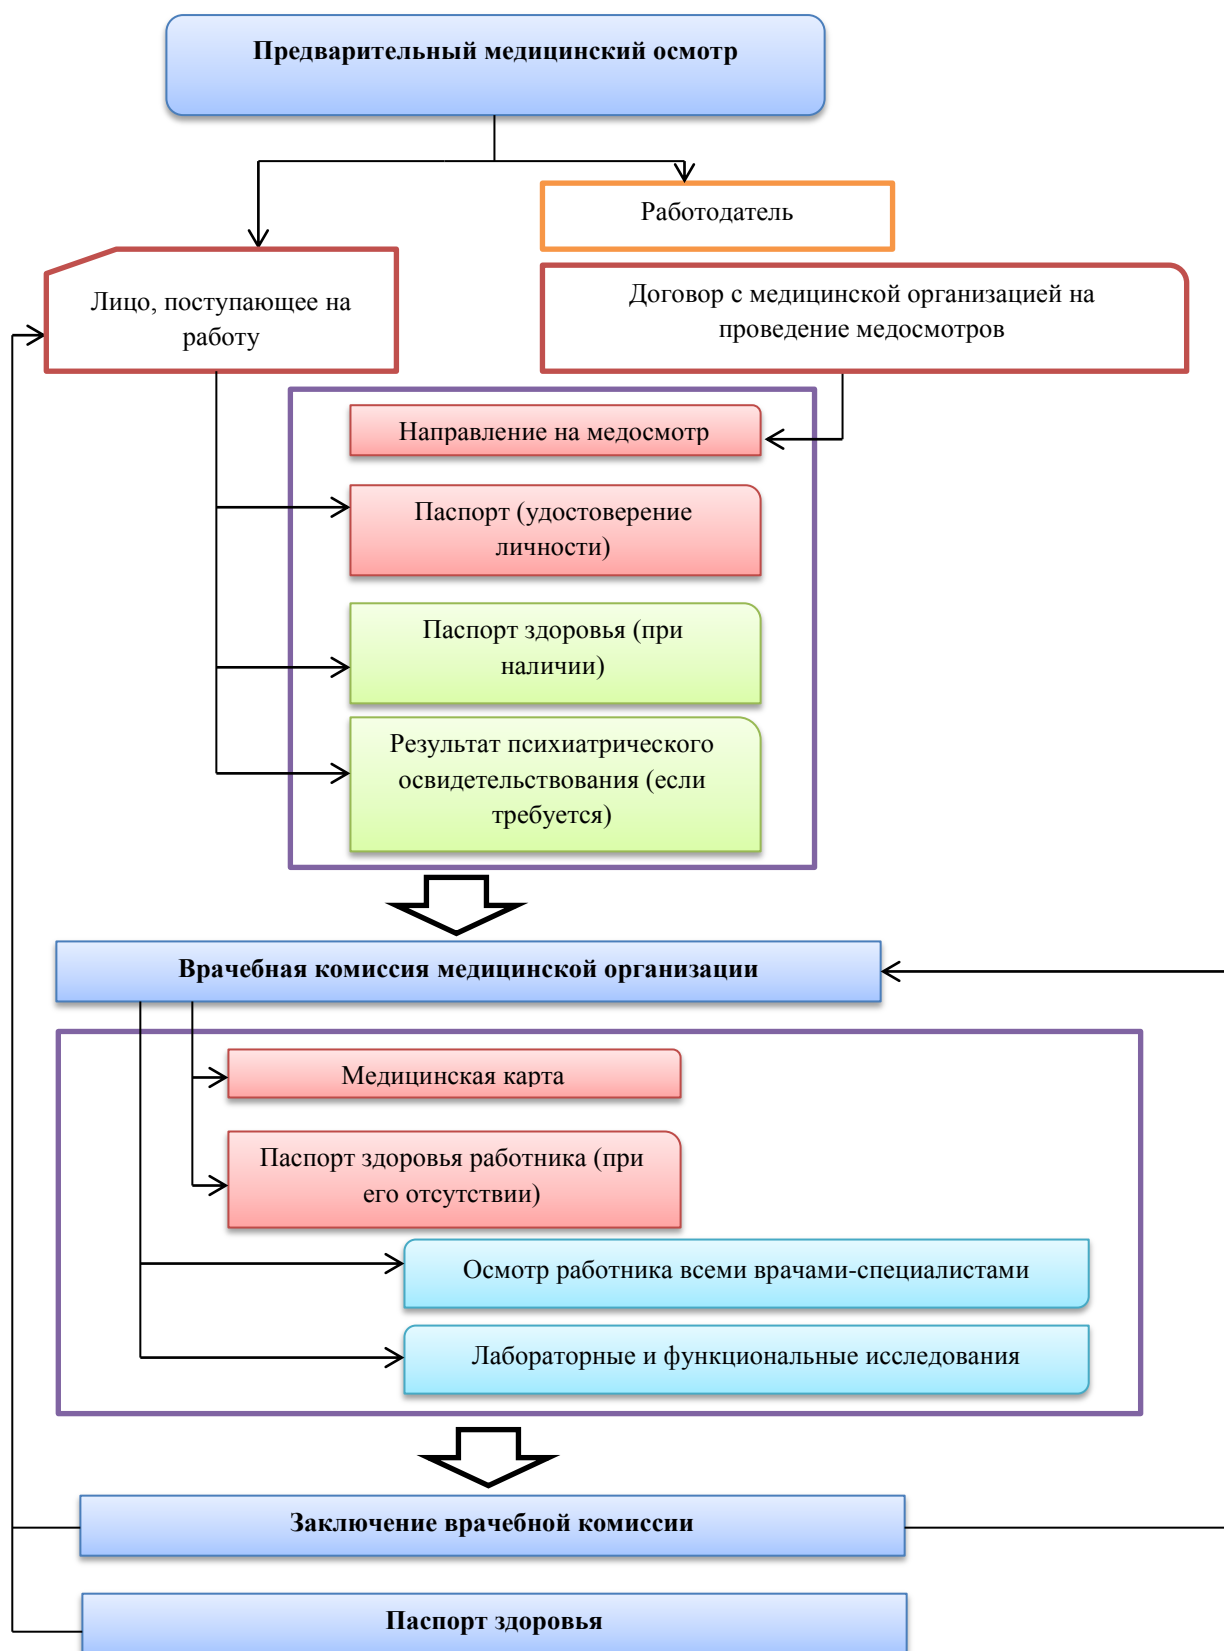 Предварительный медицинский осмотр
Работодатель
Лицо, поступающее на
работу
Договор с медицинской организацией на
проведение медосмотров
Направление на медосмотр
Паспорт (удостоверение
личности)
Паспорт здоровья (при
наличии)
Результат психиатрического
освидетельствования (если
требуется)
Врачебная комиссия медицинской организации
Медицинская карта
Паспорт здоровья работника (при
его отсутствии)
Осмотр работника всеми врачами-специалистами
Лабораторные и функциональные исследования
Заключение врачебной комиссии
Паспорт здоровья